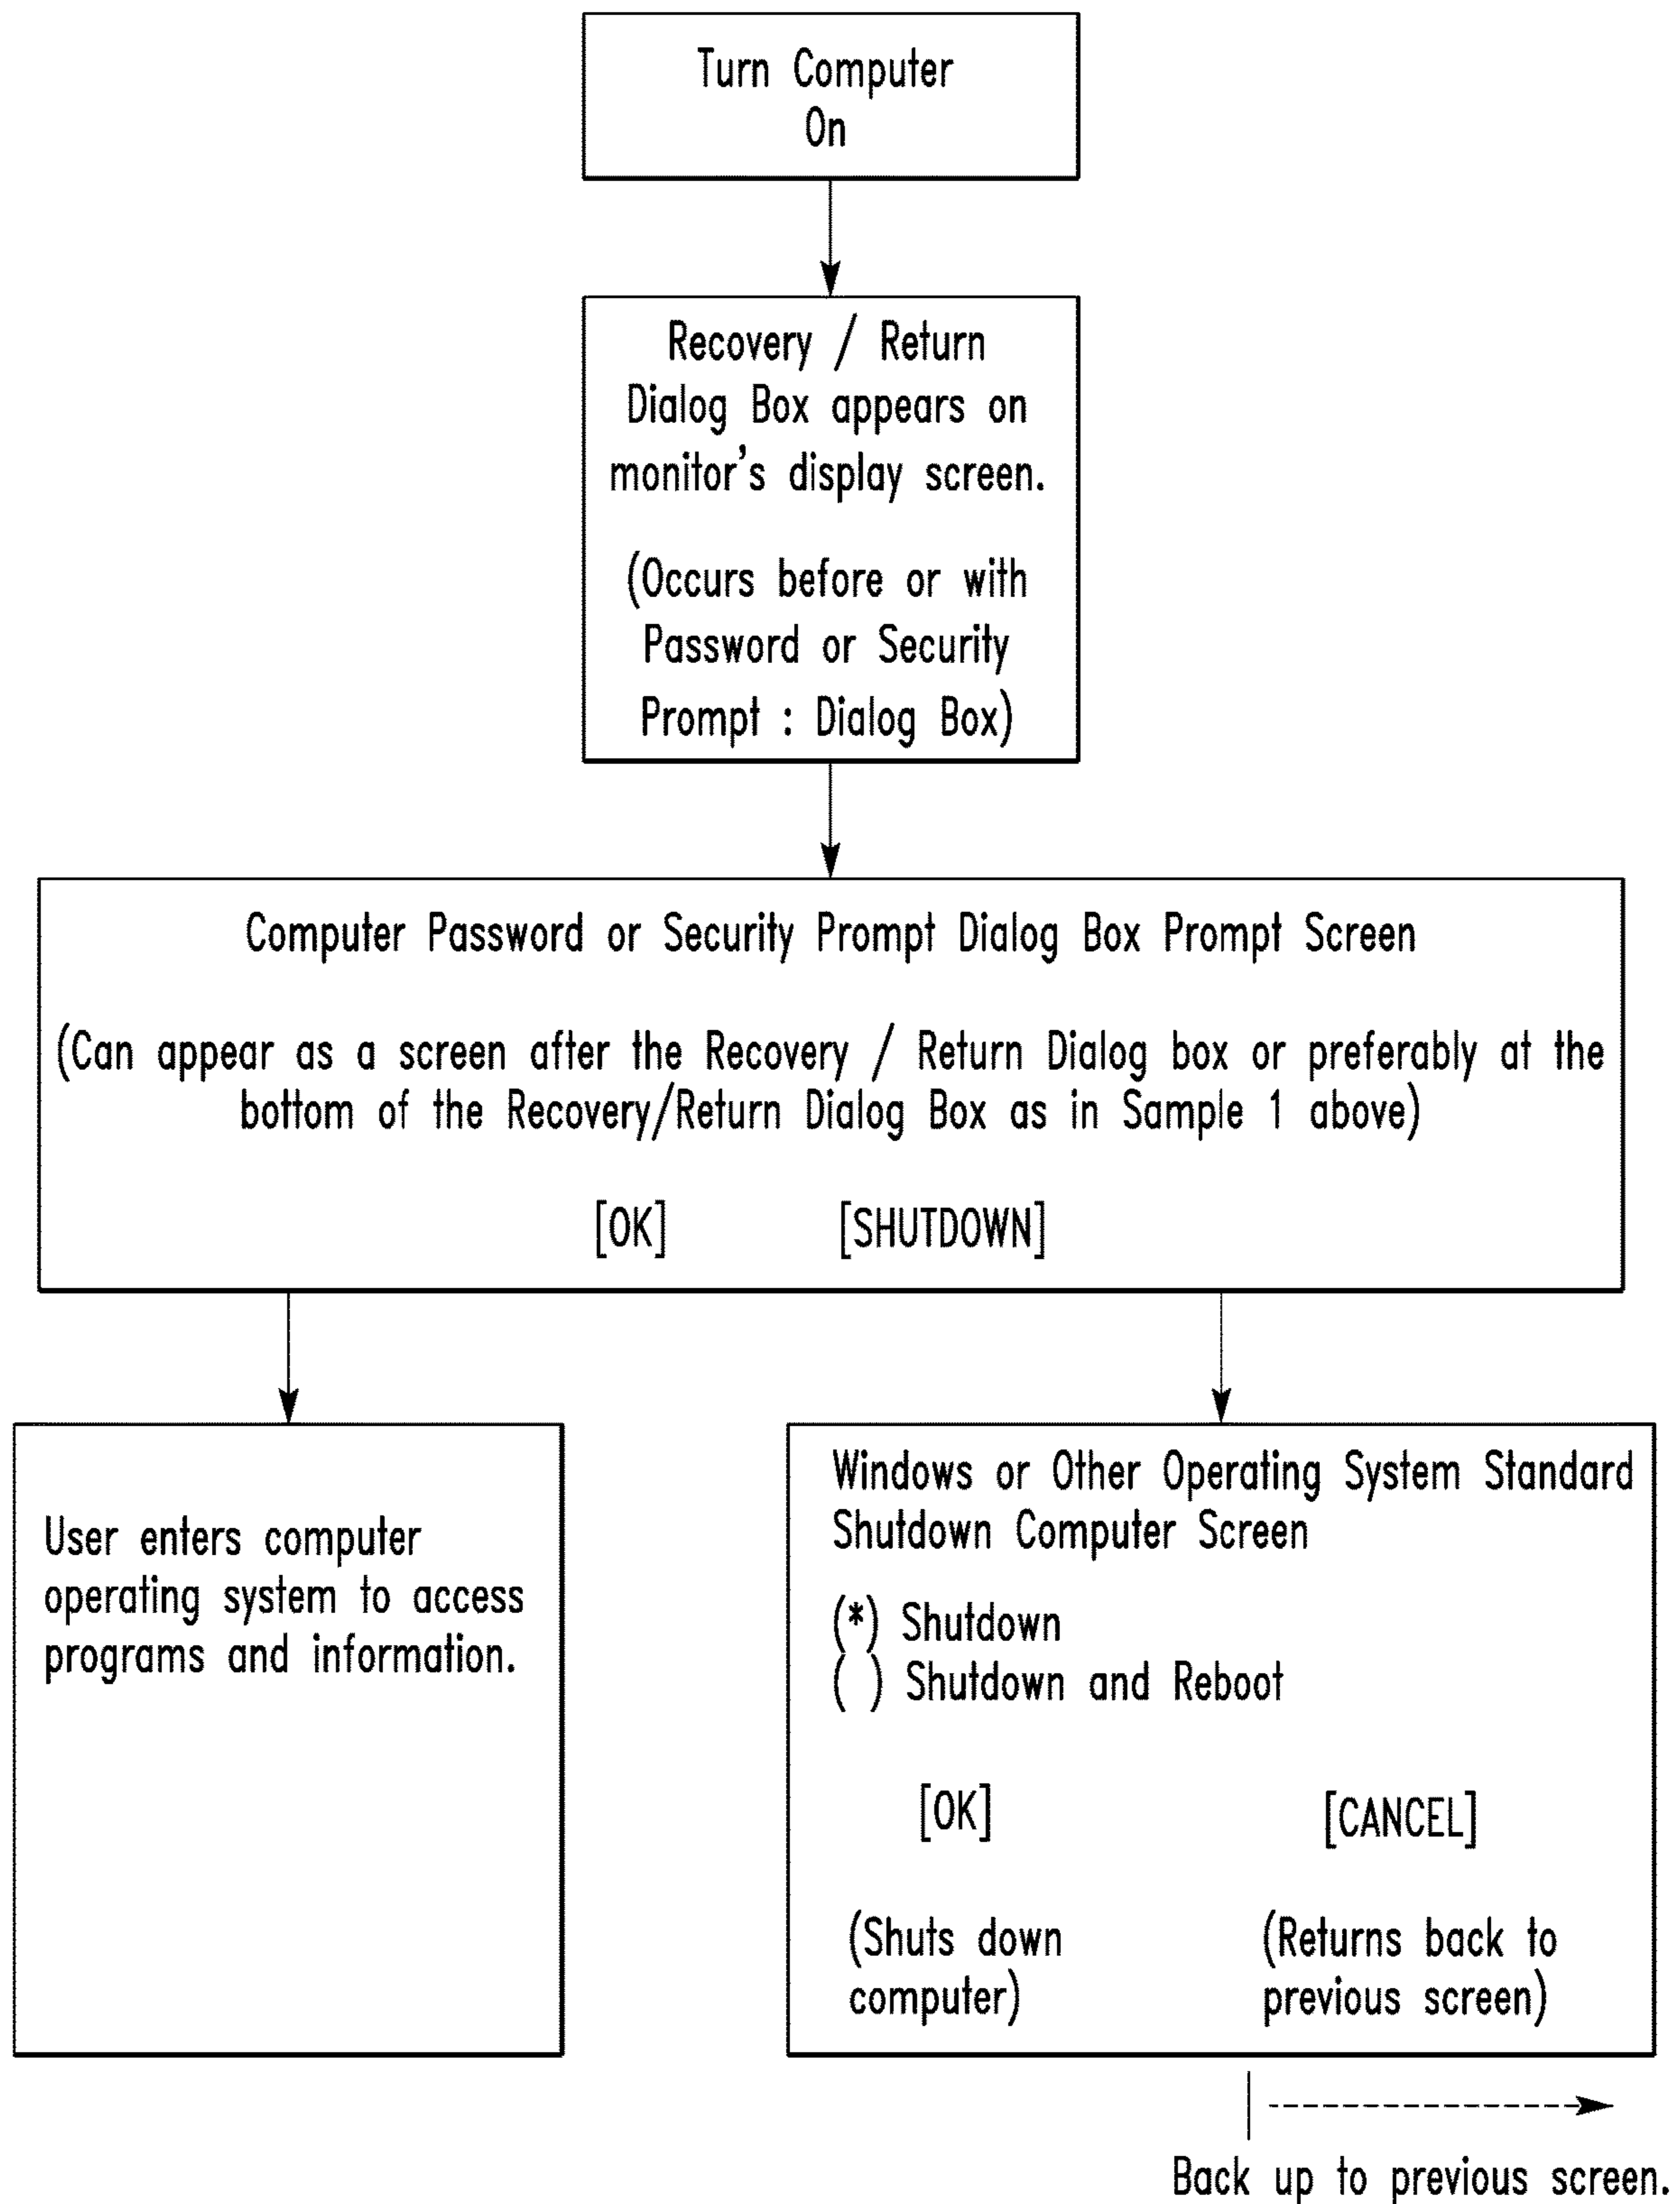 Turn Computer
On
Recovery / Return
Dialog Box appears on
monitor's display screen.
(Occurs before or with
Password or Security
Prompt : Dialog Box)
Computer Password or Security Prompt Dialog Box Prompt Screen
(Can appear as a screen after the Recovery / Return Dialog box or preferably at the
bottom of the Recovery/Return Dialog Box as in Sample 1 above)
[OK] [SHUTDOWN]
User enters computer
operating system to access
programs and information.
Windows or Other Operating System Standard
Shutdown Computer Screen
(*) Shutdown
( ) Shutdown and Reboot
[OK] [CANCEL]
(Shuts down
computer)
(Returns back to
previous screen)
Back up to previous screen.